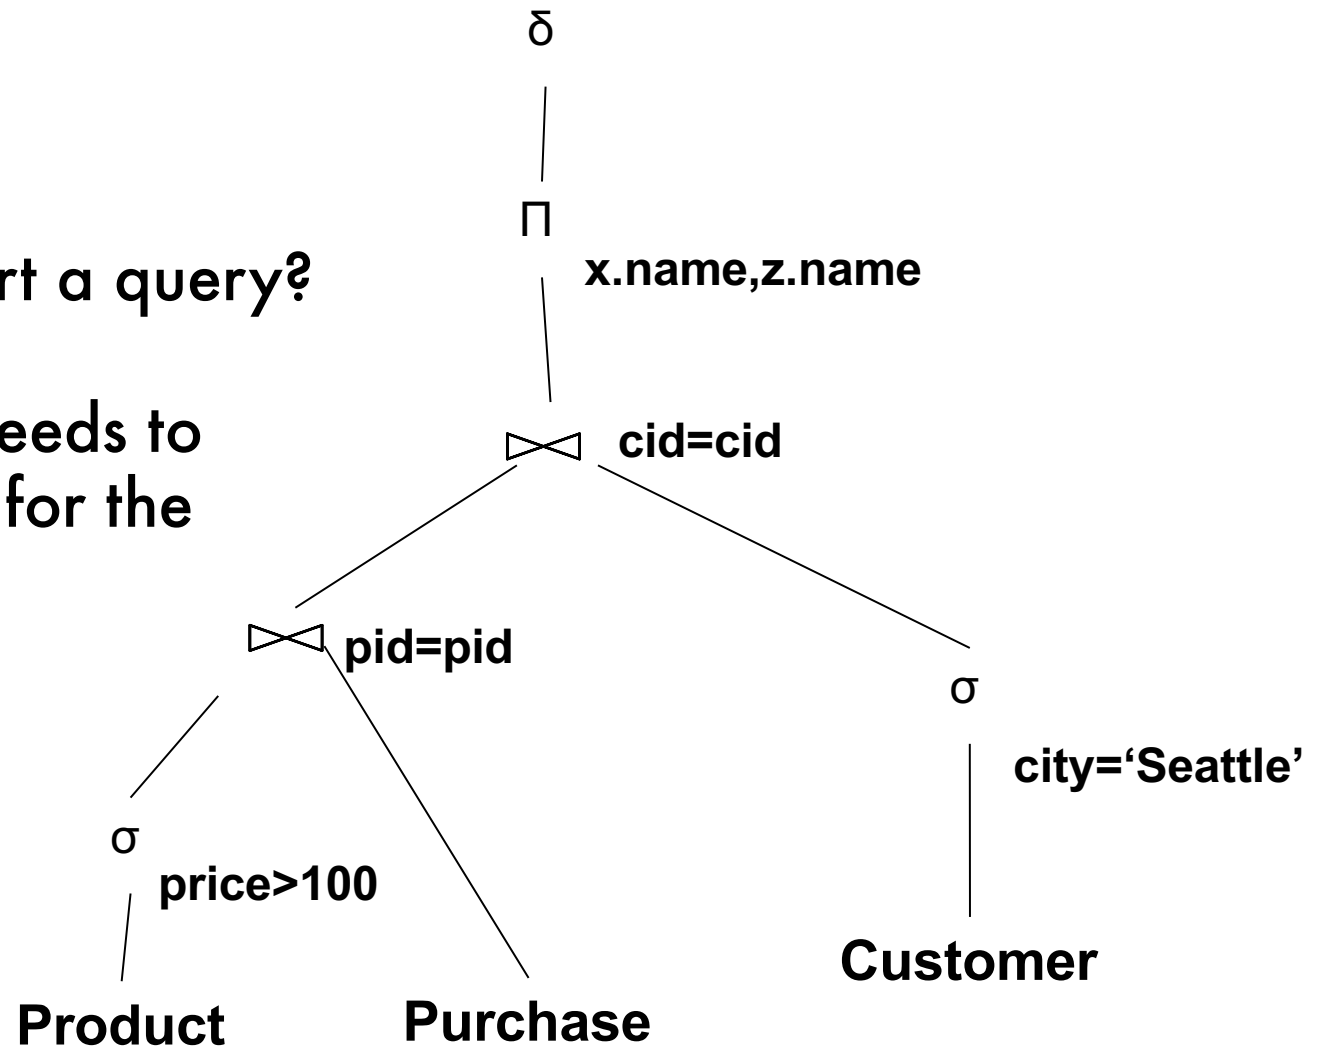 δ
Π
rt a query?
x.name,z.name
eeds to
cid=cid
for the
pid=pid
σ
city=‘Seattle’
σ
price>100
Customer
Product
Purchase